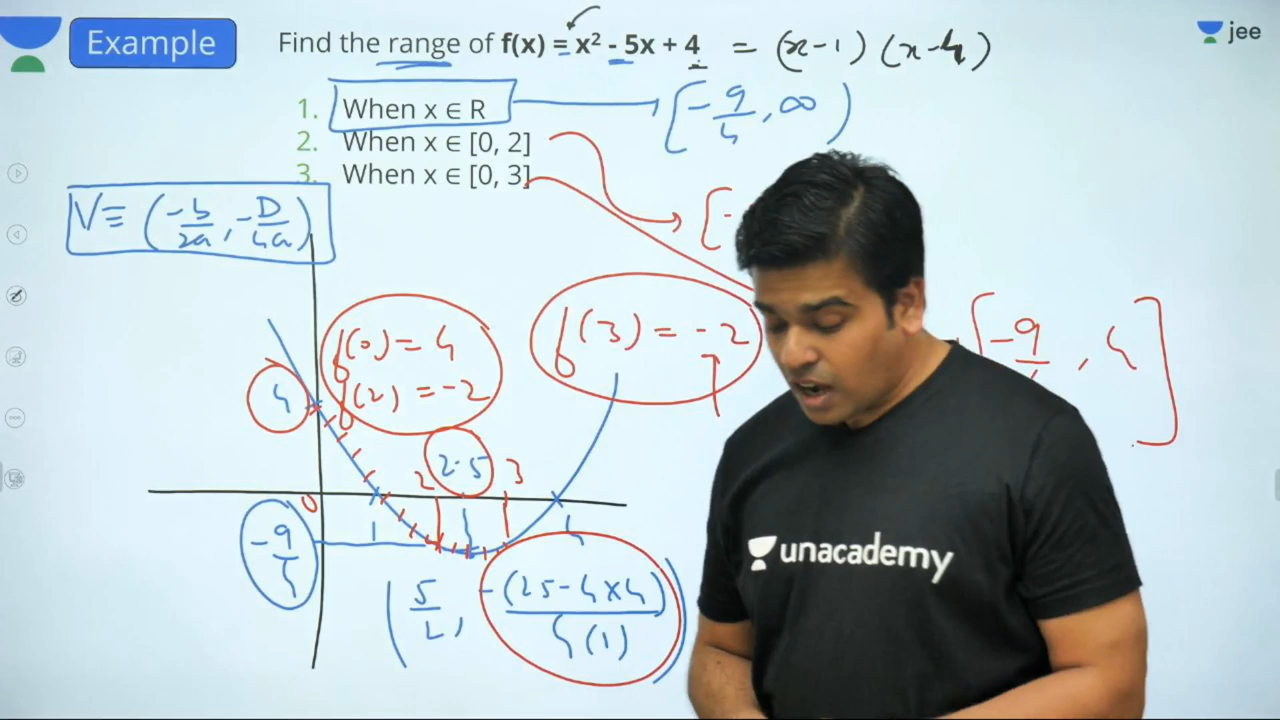 Example
Find the range of f(x) = x² - 5x + 4 = (x-1) (x-4)
jee
1. When x ∈ R
[-9/4, ∞)
2. When x ∈ [0, 2]
3. When x ∈ [0, 3]
[-
V ≡ (-b/2a, -D/4a)
f(0) = 4
f(2) = -2
f(3) = -2
[-9/4, 4]
4
2 2.5 3
0
1 4
-9/4
(5/2, -(25-4×4)/4(1))
unacademy